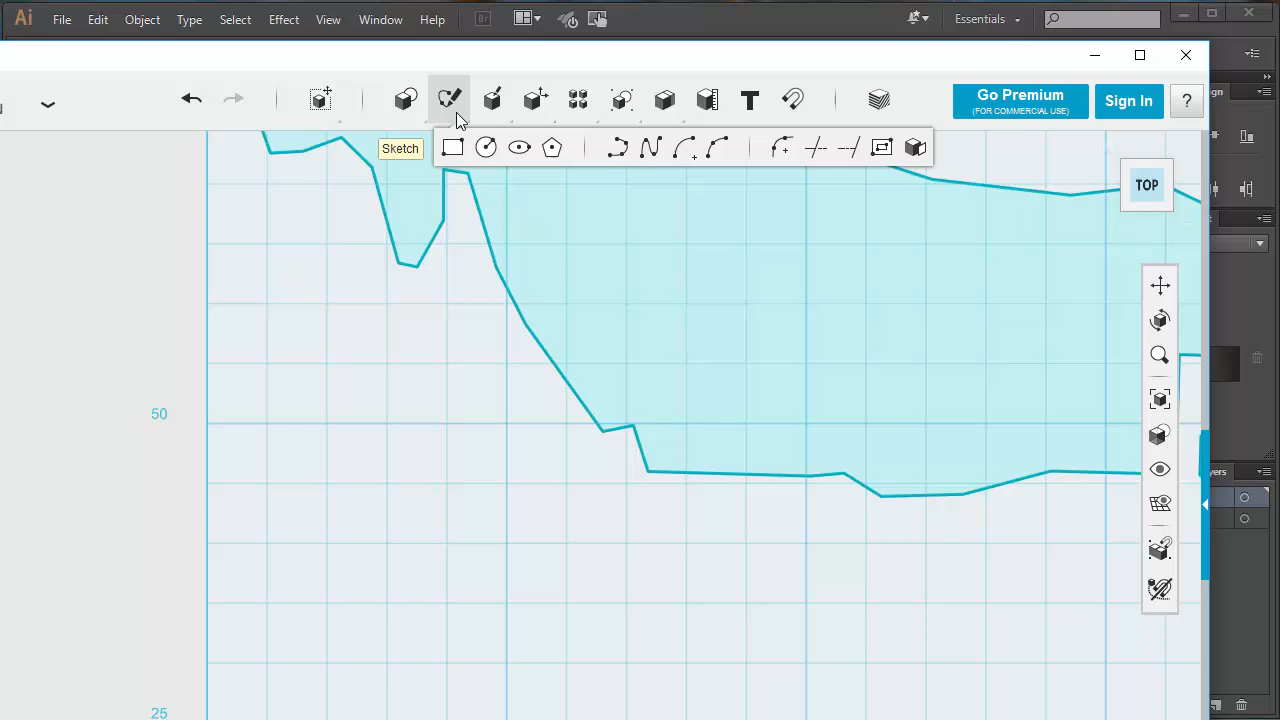 Ai File Edit Object Type Select Effect View Window Help Br Essentials
Go Premium
(FOR COMMERCIAL USE)
Sign In
?
Sketch
TOP
50
25